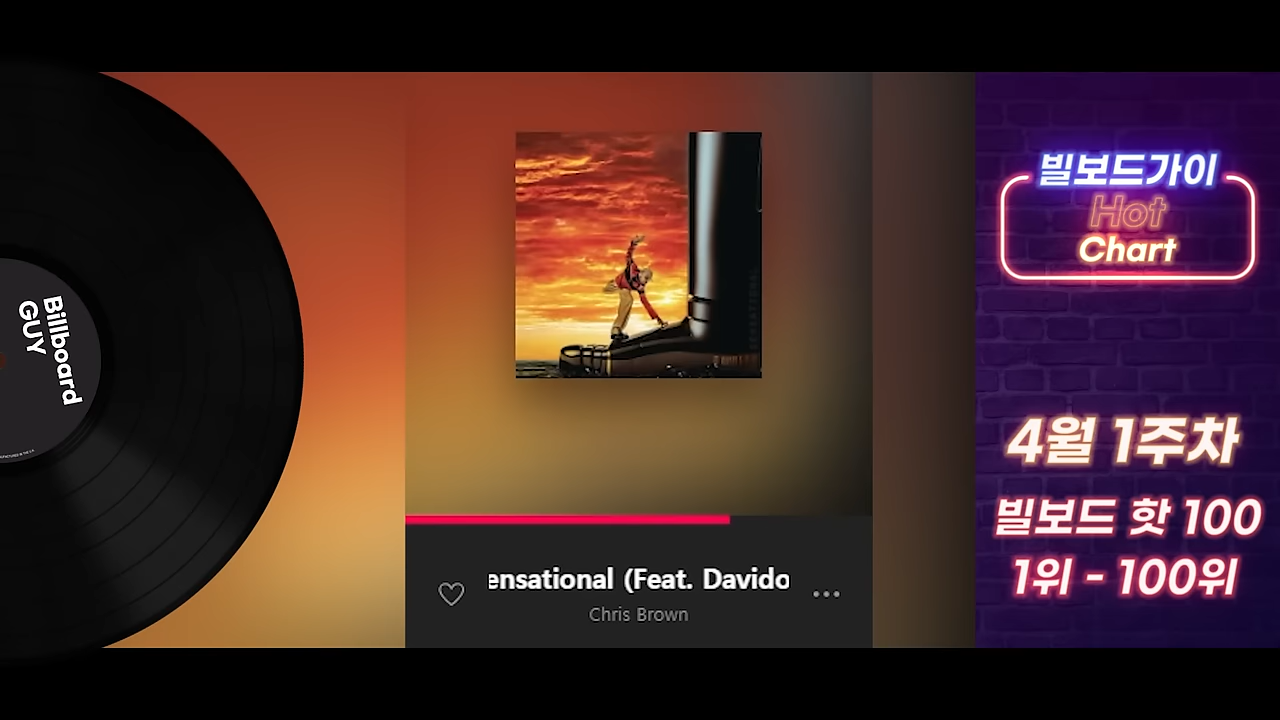 Billboard
GUY
ensational (Feat. Davido
Chris Brown
빌보드가이
Hot
Chart
4월 1주차
빌보드 핫 100
1위 - 100위